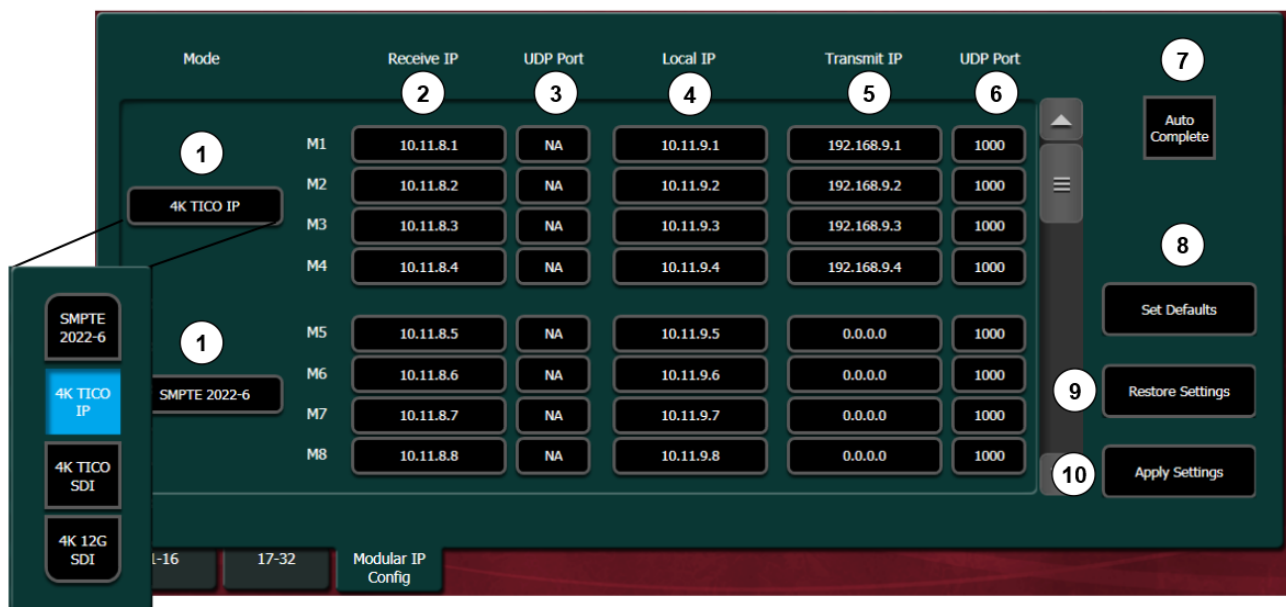 Mode Receive IP UDP Port Local IP Transmit IP UDP Port
2 3 4 5 6 7
Auto
Complete
1
M1 10.11.8.1 NA 10.11.9.1 192.168.9.1 1000
M2 10.11.8.2 NA 10.11.9.2 192.168.9.2 1000
4K TICO IP
M3 10.11.8.3 NA 10.11.9.3 192.168.9.3 1000
M4 10.11.8.4 NA 10.11.9.4 192.168.9.4 1000
8
Set Defaults
SMPTE
2022-6
1
M5 10.11.8.5 NA 10.11.9.5 0.0.0.0 1000
M6 10.11.8.6 NA 10.11.9.6 0.0.0.0 1000
4K TICO
IP
SMPTE 2022-6
9 Restore Settings
M7 10.11.8.7 NA 10.11.9.7 0.0.0.0 1000
M8 10.11.8.8 NA 10.11.9.8 0.0.0.0 1000
4K TICO
SDI
10 Apply Settings
4K 12G
SDI
1-16 17-32 Modular IP
Config